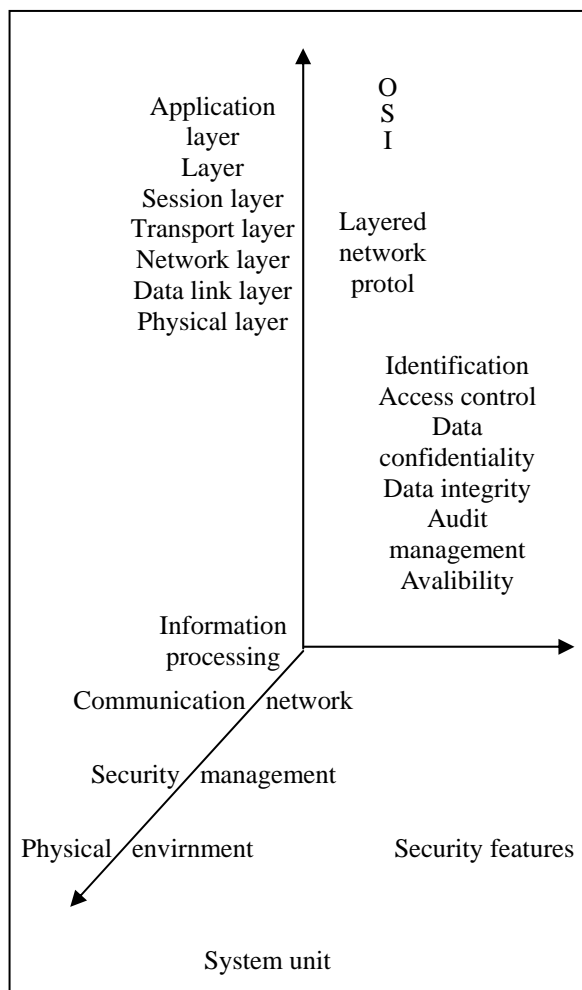 O
S
I
Application
layer
Layer
Session layer
Transport layer
Network layer
Data link layer
Physical layer
Layered
network
protol
Identification
Access control
Data
confidentiality
Data integrity
Audit
management
Avalibility
Information
processing
Communication network
Security management
Physical envirnment
Security features
System unit